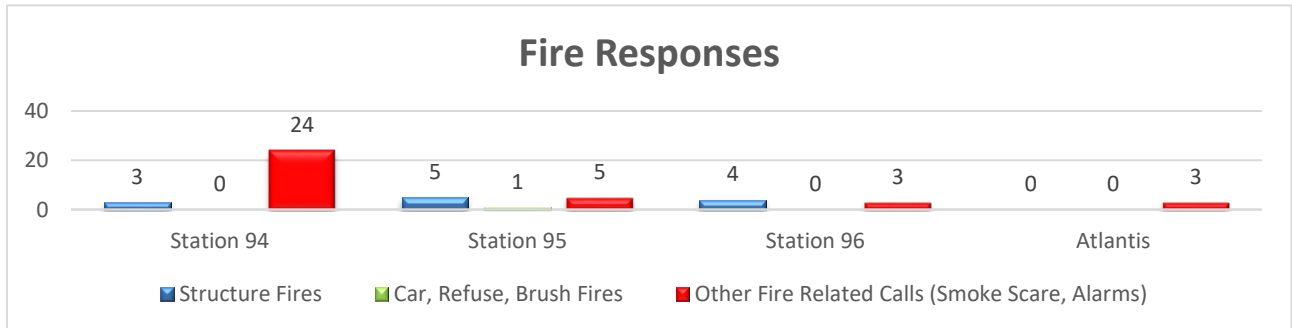 Fire Responses
40
20
0
3
0
24
5
1
5
4
0
3
0
0
3
Station 94
Station 95
Station 96
Atlantis
Structure Fires
Car, Refuse, Brush Fires
Other Fire Related Calls (Smoke Scare, Alarms)